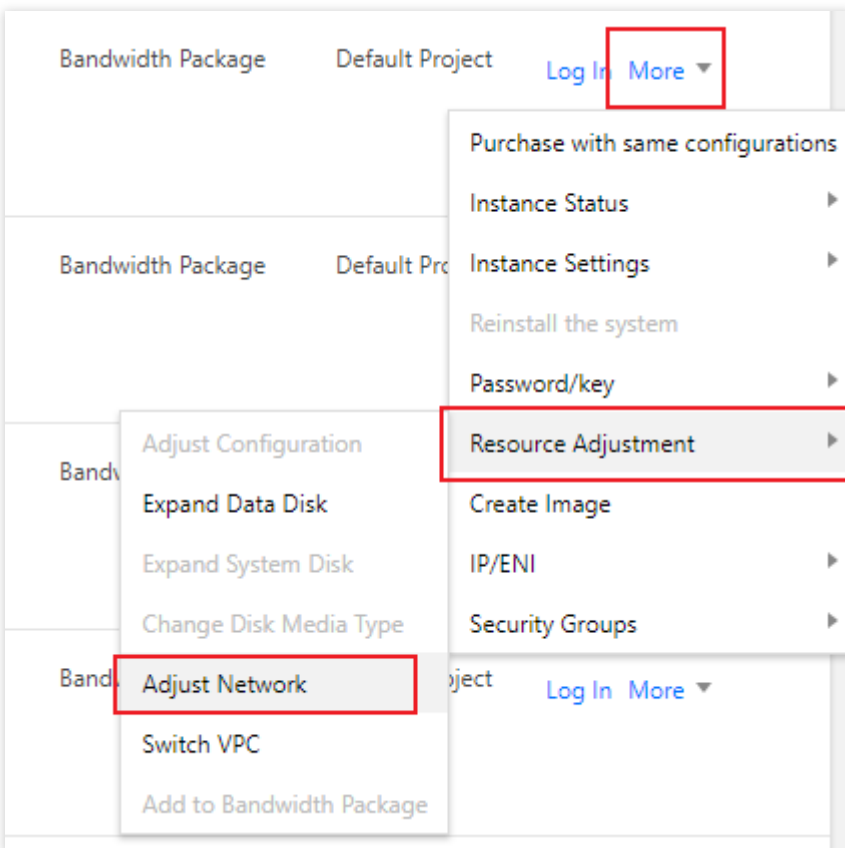 Bandwidth Package Default Project Log In More
Purchase with same configurations
Instance Status
Bandwidth Package Default Pro Instance Settings
Reinstall the system
Password/key
Adjust Configuration Resource Adjustment
Band
Expand Data Disk Create Image
Expand System Disk IP/ENI
Change Disk Media Type Security Groups
Band Adjust Network ject Log In More
Switch VPC
Add to Bandwidth Package